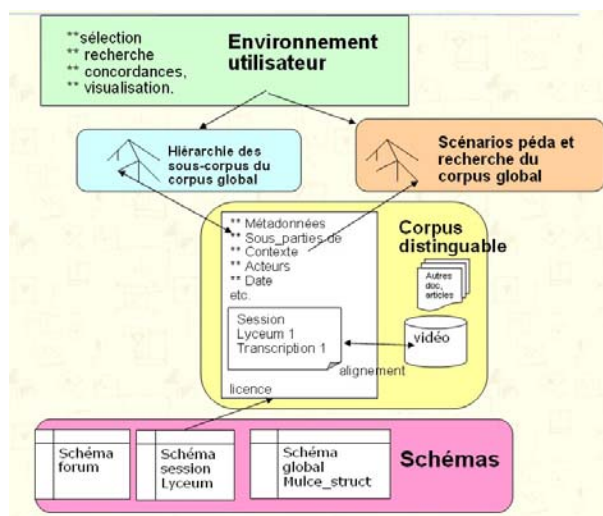 **sélection
** recherche
** concordances,
** visualisation.
Environnement
utilisateur
Hiérarchie des
sous-corpus du
corpus global
Scénarios péda et
recherche du
corpus global
** Métadonnées
** Sous_parties de
** Contexte
** Acteurs
** Date
etc.
Session
Lyceum 1
Transcription 1
licence
Corpus
distinguable
Autres
doc,
articles
vidéo
alignement
Schéma
forum
Schéma
session
Lyceum
Schéma
global
Mulce_struct
Schémas